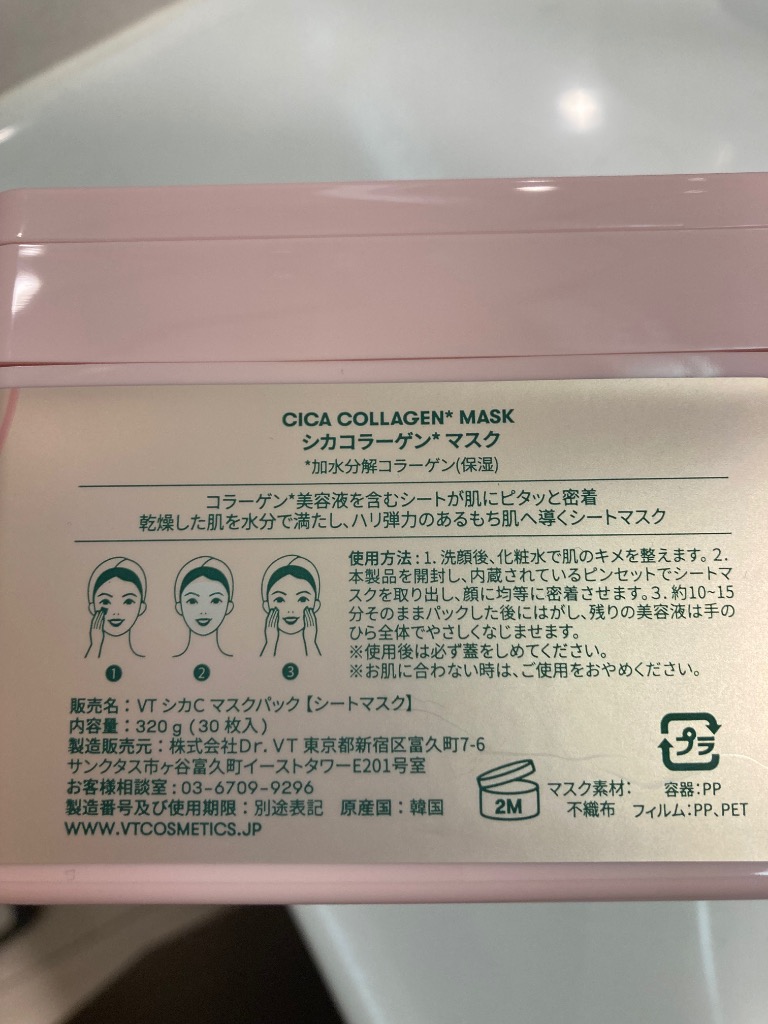 CICA COLLAGEN* MASK
シカコラーゲン* マスク
*加水分解コラーゲン(保湿)
コラーゲン*美容液を含むシートが肌にピタッと密着
乾燥した肌を水分で満たし、ハリ弾力のあるもち肌へ導くシートマスク
使用方法：1. 洗顔後、化粧水で肌のキメを整えます。2.
本製品を開封し、内蔵されているピンセットでシートマ
スクを取り出し、顔に均等に密着させます。3. 約10~15
分そのままパックした後にはがし、残りの美容液は手の
ひら全体でやさしくなじませます。
※使用後は必ず蓋をしめてください。
※お肌に合わない時は、ご使用をおやめください。
1 2 3
販売名：VT シカC マスクパック【シートマスク】
内容量：320 g (30 枚入)
製造販売元：株式会社Dr. VT 東京都新宿区富久町7-6
サンクタス市ヶ谷富久町イーストタワーE201号室
お客様相談室：03-6709-9296
製造番号及び使用期限：別途表記 原産国：韓国
WWW.VTCOSMETICS.JP
2M
マスク素材：
不織布
プラ
容器：PP
フィルム：PP、PET